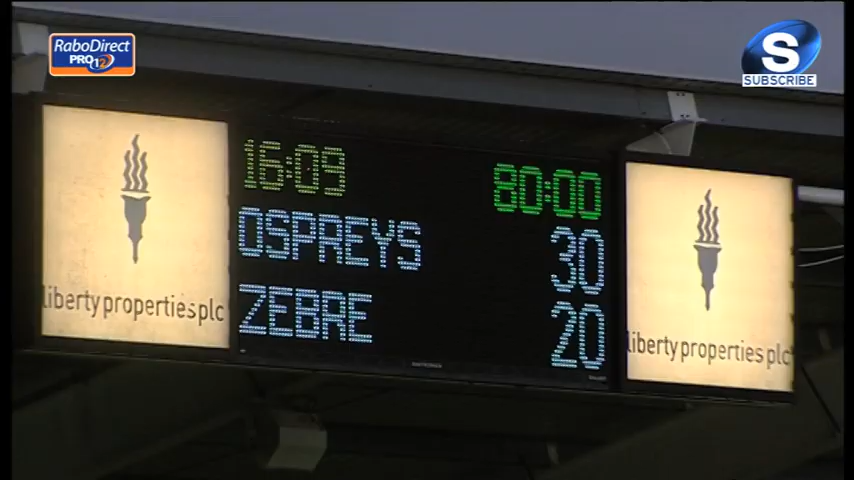 RaboDirect
PRO12
S
SUBSCRIBE
16:09 80:00
OSPREYS 30
ZEBRE 20
liberty properties plc
liberty properties plc